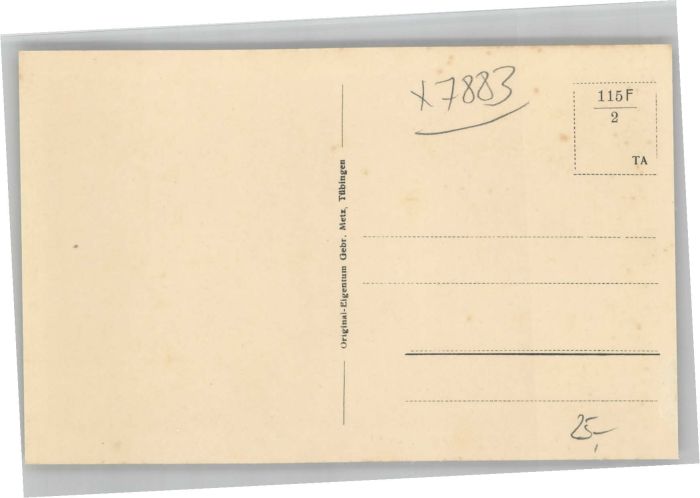 x7883
115F
2
TA
Original-Eigentum Gebr. Metz, Tübingen
25,-